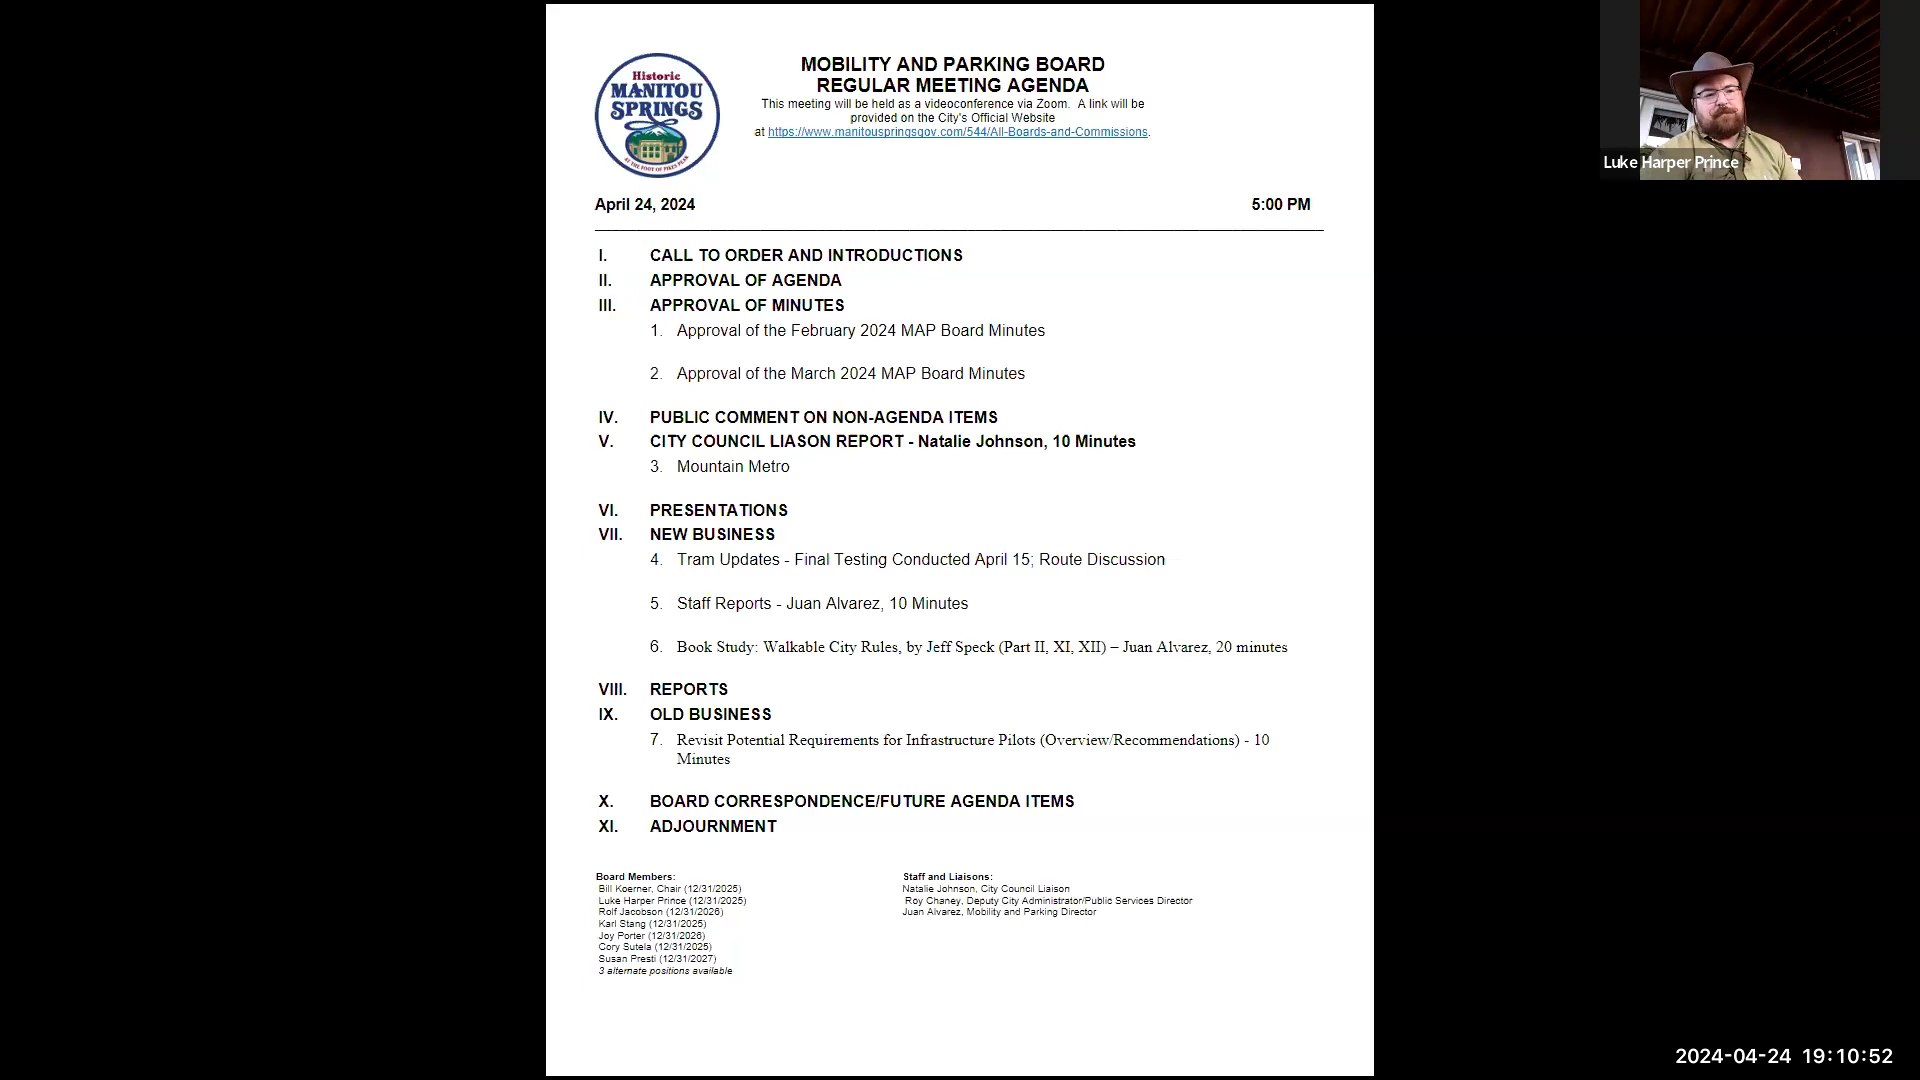 Historic
MANITOU
SPRINGS
AT THE FOOT OF PIKES PEAK
MOBILITY AND PARKING BOARD
REGULAR MEETING AGENDA
This meeting will be held as a videoconference via Zoom. A link will be
provided on the City's Official Website
at https://www.manitouspringsgov.com/544/All-Boards-and-Commissions.
Luke Harper Prince
April 24, 2024 5:00 PM
I. CALL TO ORDER AND INTRODUCTIONS
II. APPROVAL OF AGENDA
III. APPROVAL OF MINUTES
1. Approval of the February 2024 MAP Board Minutes
2. Approval of the March 2024 MAP Board Minutes
IV. PUBLIC COMMENT ON NON-AGENDA ITEMS
V. CITY COUNCIL LIASON REPORT - Natalie Johnson, 10 Minutes
3. Mountain Metro
VI. PRESENTATIONS
VII. NEW BUSINESS
4. Tram Updates - Final Testing Conducted April 15; Route Discussion
5. Staff Reports - Juan Alvarez, 10 Minutes
6. Book Study: Walkable City Rules, by Jeff Speck (Part II, XI, XII) – Juan Alvarez, 20 minutes
VIII. REPORTS
IX. OLD BUSINESS
7. Revisit Potential Requirements for Infrastructure Pilots (Overview/Recommendations) - 10
Minutes
X. BOARD CORRESPONDENCE/FUTURE AGENDA ITEMS
XI. ADJOURNMENT
Board Members:
Bill Koerner, Chair (12/31/2025)
Luke Harper Prince (12/31/2025)
Rolf Jacobson (12/31/2026)
Karl Stang (12/31/2025)
Joy Porter (12/31/2026)
Cory Sutela (12/31/2025)
Susan Presti (12/31/2027)
3 alternate positions available
Staff and Liaisons:
Natalie Johnson, City Council Liaison
Roy Chaney, Deputy City Administrator/Public Services Director
Juan Alvarez, Mobility and Parking Director
2024-04-24 19:10:52